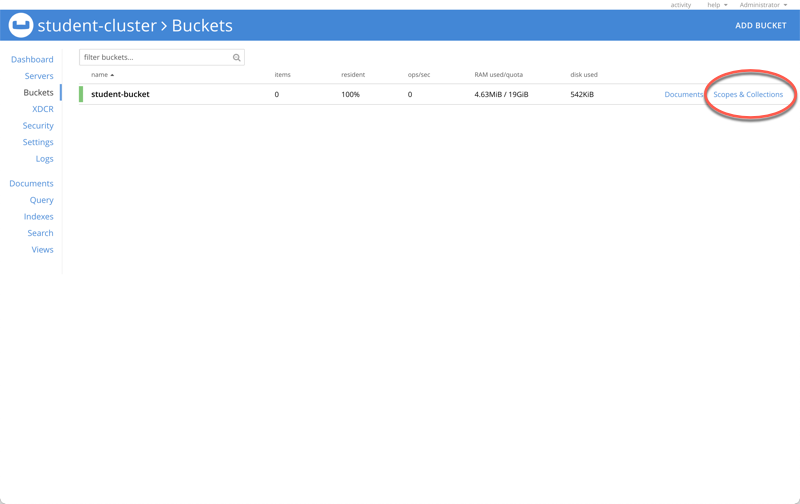 activity help Administrator
student-cluster > Buckets ADD BUCKET
Dashboard
Servers
Buckets
XDCR
Security
Settings
Logs
Documents
Query
Indexes
Search
Views
filter buckets...
name items resident ops/sec RAM used/quota disk used
student-bucket 0 100% 0 4.63MiB / 19GiB 542KiB Documents Scopes & Collections